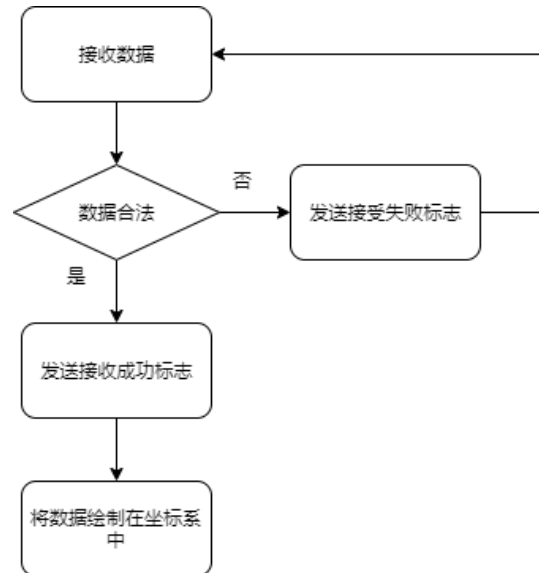 接收数据
数据合法
否
发送接受失败标志
是
发送接收成功标志
将数据绘制在坐标系
中